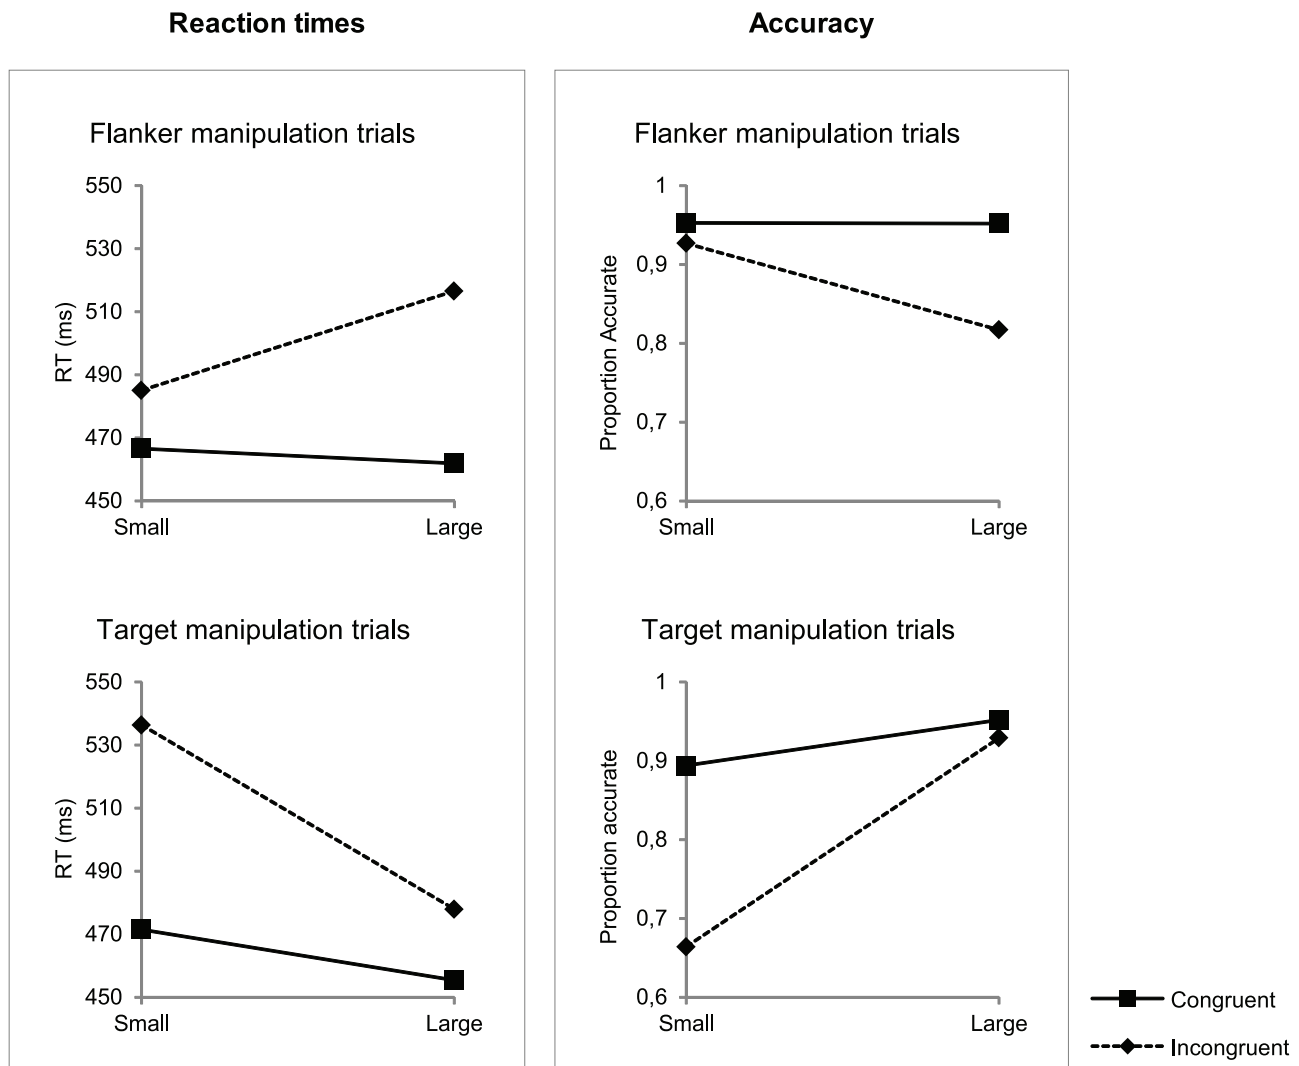 Reaction times
Accuracy
Flanker manipulation trials
550
530
510
490
470
450
RT (ms)
Small
Large
Flanker manipulation trials
1
0,9
0,8
0,7
0,6
Proportion Accurate
Small
Large
Target manipulation trials
550
530
510
490
470
450
RT (ms)
Small
Large
Target manipulation trials
1
0,9
0,8
0,7
0,6
Proportion accurate
Small
Large
Congruent
Incongruent